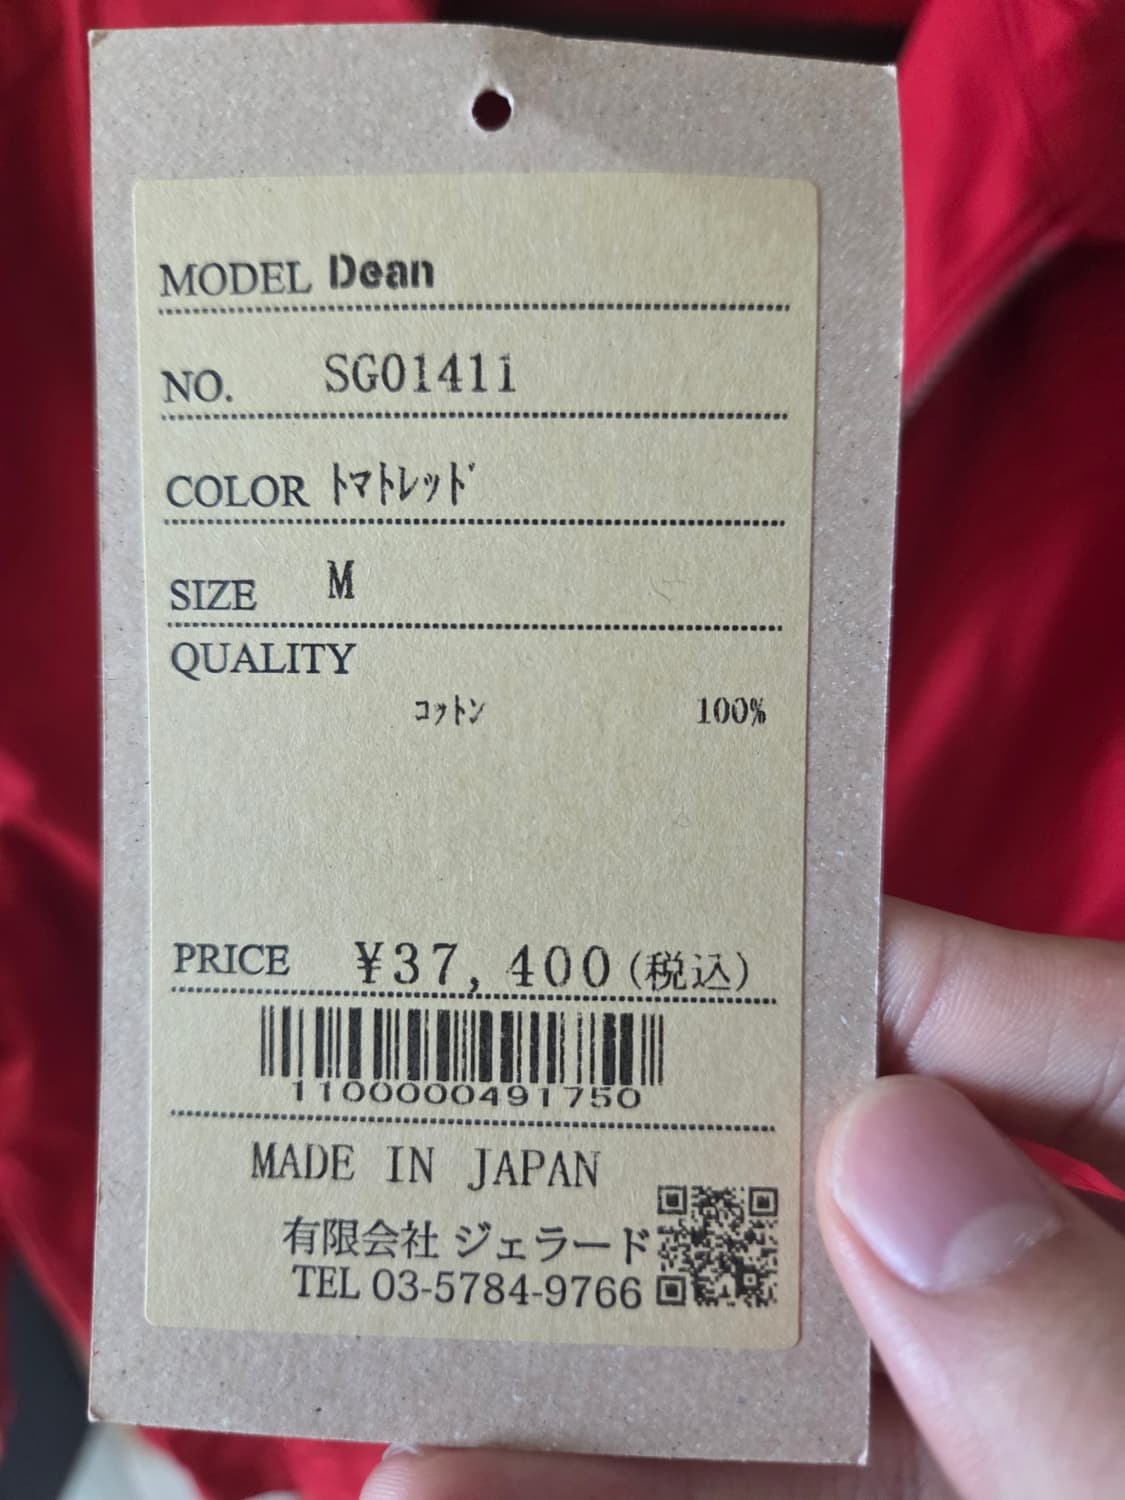 MODEL Dean
NO. SG01411
COLOR ﾄﾏﾄﾚｯﾄﾞ
SIZE M
QUALITY
ｺｯﾄﾝ 100%
PRICE ¥37,400(税込)
1100000491750
MADE IN JAPAN
有限会社 ジェラード
TEL 03-5784-9766